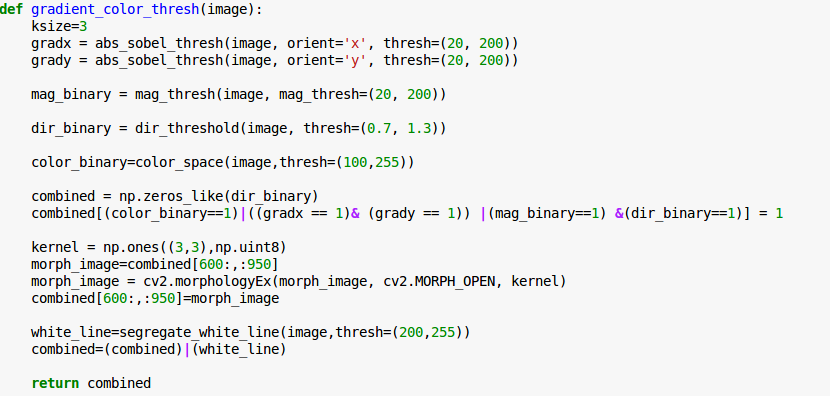 def gradient_color_thresh(image):
    ksize=3
    gradx = abs_sobel_thresh(image, orient='x', thresh=(20, 200))
    grady = abs_sobel_thresh(image, orient='y', thresh=(20, 200))

    mag_binary = mag_thresh(image, mag_thresh=(20, 200))

    dir_binary = dir_threshold(image, thresh=(0.7, 1.3))

    color_binary=color_space(image,thresh=(100,255))

    combined = np.zeros_like(dir_binary)
    combined[(color_binary==1)|((gradx == 1)& (grady == 1)) |(mag_binary==1) &(dir_binary==1)] = 1

    kernel = np.ones((3,3),np.uint8)
    morph_image=combined[600:,:950]
    morph_image = cv2.morphologyEx(morph_image, cv2.MORPH_OPEN, kernel)
    combined[600:,:950]=morph_image

    white_line=segregate_white_line(image,thresh=(200,255))
    combined=(combined)|(white_line)

    return combined